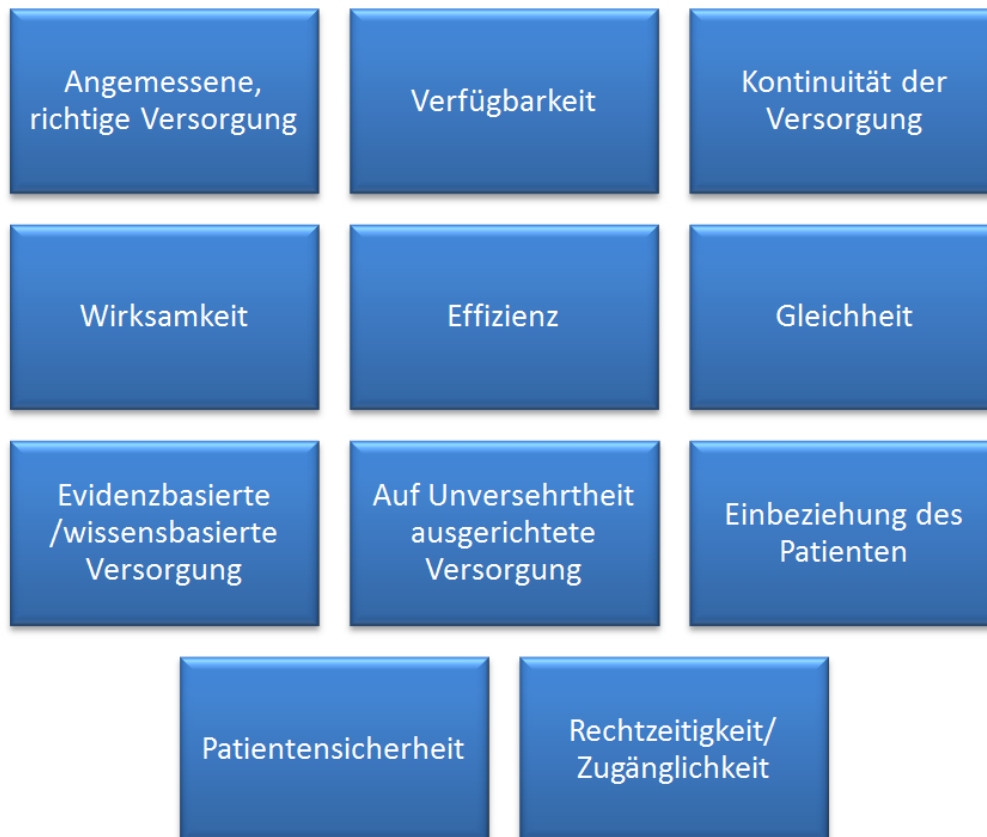 Angemessene,
richtige Versorgung
Verfügbarkeit
Kontinuität der
Versorgung
Wirksamkeit
Effizienz
Gleichheit
Evidenzbasierte
/wissensbasierte
Versorgung
Auf Unversehrtheit
ausgerichtete
Versorgung
Einbeziehung des
Patienten
Patientensicherheit
Rechtzeitigkeit/
Zugänglichkeit